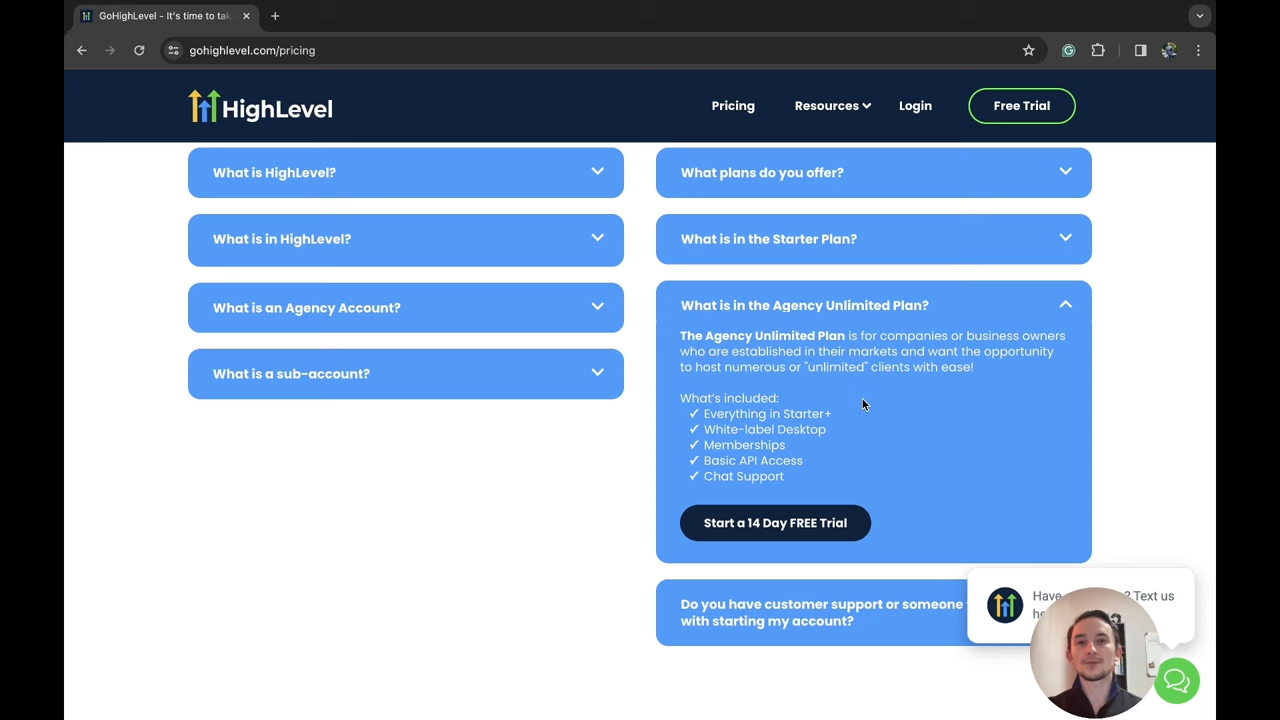 GoHighLevel - It's time to tak
gohighlevel.com/pricing
HighLevel
Pricing
Resources
Login
Free Trial
What is HighLevel?
What is in HighLevel?
What is an Agency Account?
What is a sub-account?
What plans do you offer?
What is in the Starter Plan?
What is in the Agency Unlimited Plan?
The Agency Unlimited Plan is for companies or business owners
who are established in their markets and want the opportunity
to host numerous or "unlimited" clients with ease!
What's included:
✓ Everything in Starter+
✓ White-label Desktop
✓ Memberships
✓ Basic API Access
✓ Chat Support
Start a 14 Day FREE Trial
Do you have customer support or someone
with starting my account?
? Text us